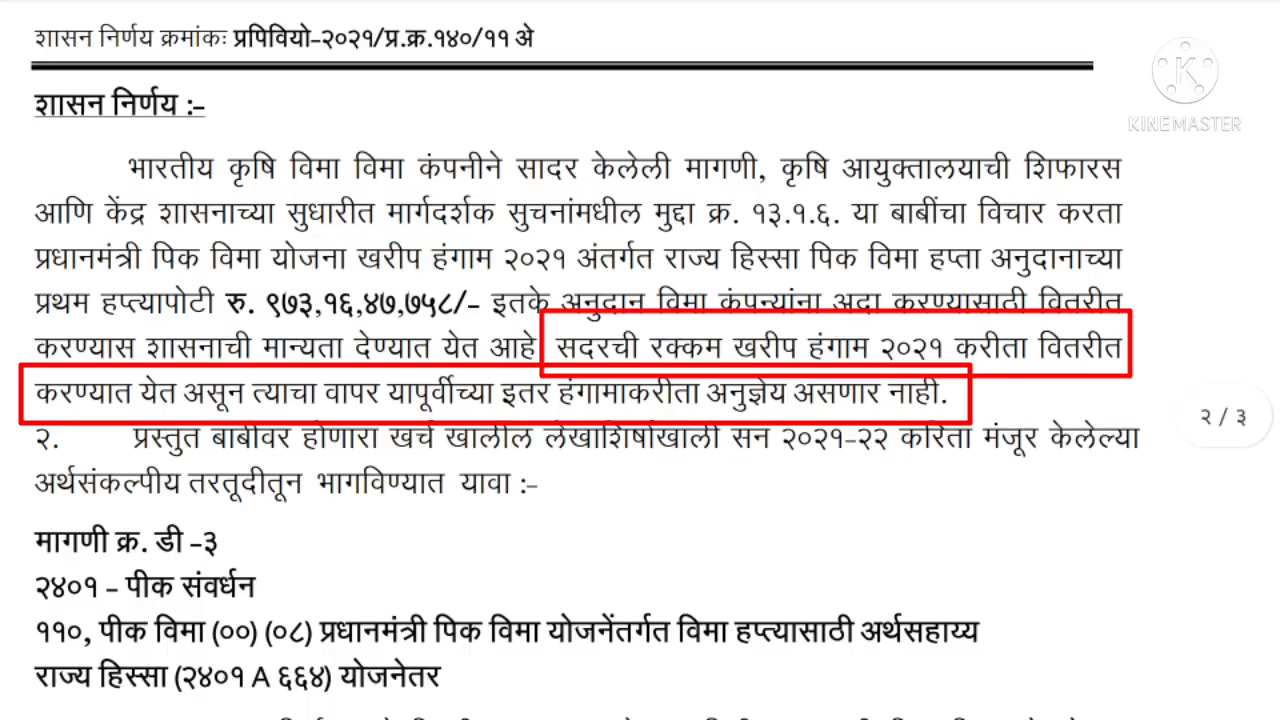 शासन निर्णय क्रमांकः प्रपिवियो-२०२१/प्र.क्र.१४०/११ अे
KINEMASTER
शासन निर्णय :-
भारतीय कृषि विमा विमा कंपनीने सादर केलेली मागणी, कृषि आयुक्तालयाची शिफारस
आणि केंद्र शासनाच्या सुधारीत मार्गदर्शक सुचनांमधील मुद्दा क्र. १३.१.६. या बाबींचा विचार करता
प्रधानमंत्री पिक विमा योजना खरीप हंगाम २०२१ अंतर्गत राज्य हिस्सा पिक विमा हप्ता अनुदानाच्या
प्रथम हप्त्यापोटी रु. ९७३,१६,४७,७५८/- इतके अनुदान विमा कंपन्यांना अदा करण्यासाठी वितरीत
करण्यास शासनाची मान्यता देण्यात येत आहे सदरची रक्कम खरीप हंगाम २०२१ करीता वितरीत
करण्यात येत असून त्याचा वापर यापूर्वीच्या इतर हंगामाकरीता अनुज्ञेय असणार नाही.
२ / ३
२. प्रस्तुत बाबीवर होणारा खर्च खालील लेखाशिर्षाखाली सन २०२१-२२ करिता मंजूर केलेल्या
अर्थसंकल्पीय तरतूदीतून भागविण्यात यावा :-
मागणी क्र. डी -३
२४०१ - पीक संवर्धन
११०, पीक विमा (००) (०८) प्रधानमंत्री पिक विमा योजनेंतर्गत विमा हप्त्यासाठी अर्थसहाय्य
राज्य हिस्सा (२४०१ A ६६४) योजनेतर